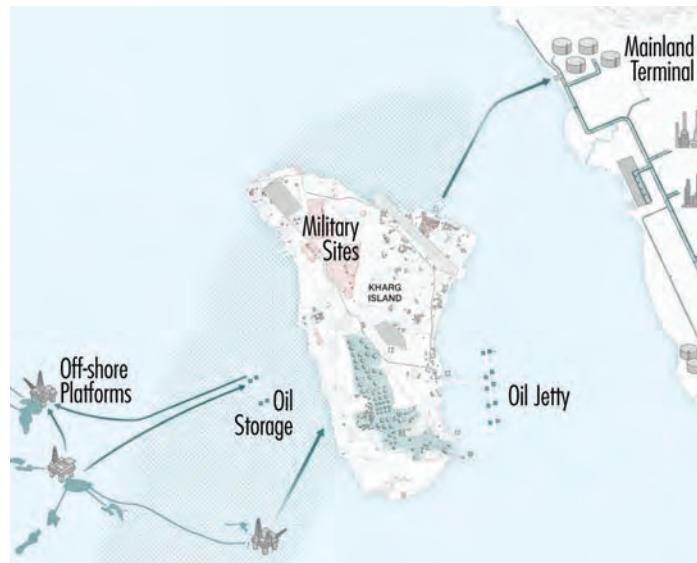 Mainland
Terminal
Military
Sites
KHARG
ISLAND
Off-shore
Platforms
Oil
Storage
Oil Jetty